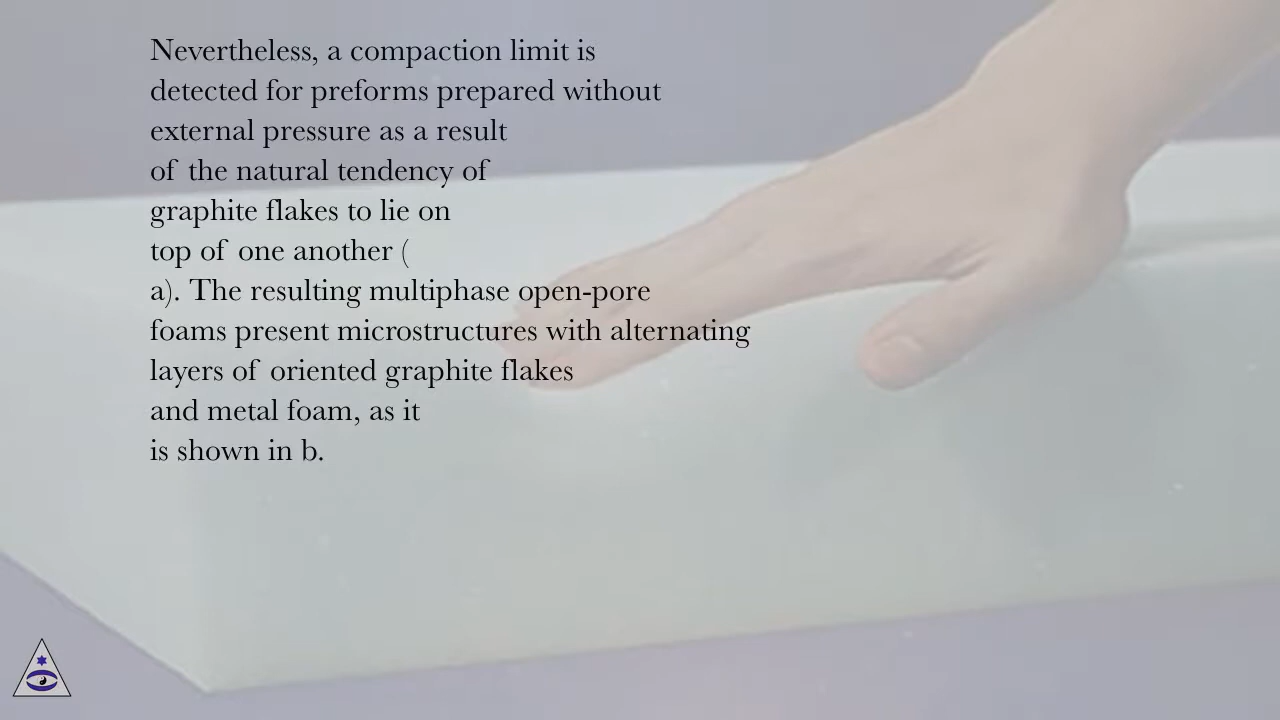 Nevertheless, a compaction limit is
detected for preforms prepared without
external pressure as a result
of the natural tendency of
graphite flakes to lie on
top of one another (
a). The resulting multiphase open-pore
foams present microstructures with alternating
layers of oriented graphite flakes
and metal foam, as it
is shown in b.